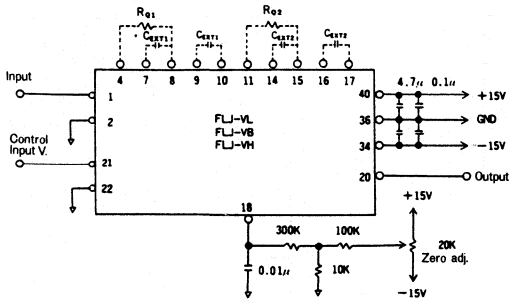 RQ1
RQ2
CEXT1
CEXT1
CEXT2
CEXT2
4 7 8 9 10 11 14 15 16 17
Input
1
2
Control
Input V.
21
22
FLJ-VL
FLJ-VB
FLJ-VH
40
36
34
20
4.7μ 0.1μ
+15V
GND
−15V
Output
18
300K
100K
0.01μ
10K
+15V
20K
Zero adj.
−15V